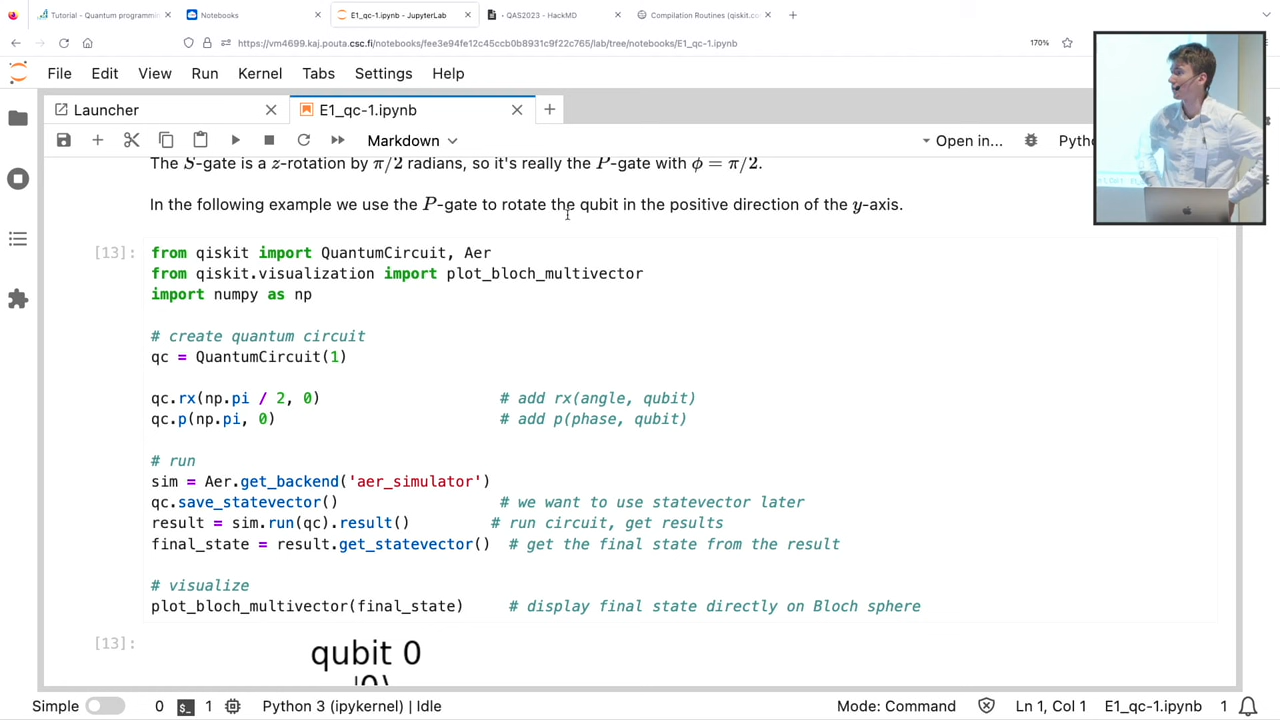 Tutorial - Quantum programmin
Notebooks
E1_qc-1.ipynb - JupyterLab
- QAS2023 - HackMD
Compilation Routines (qiskit.co
https://vm4699.kaj.pouta.csc.fi/notebooks/fee3e94fe12c45ccb0b8931c9f22c765/lab/tree/notebooks/E1_qc-1.ipynb
170%
File Edit View Run Kernel Tabs Settings Help
Launcher
E1_qc-1.ipynb
Markdown
Open in...
Pytho
The S-gate is a z-rotation by π/2 radians, so it's really the P-gate with ϕ = π/2.
In the following example we use the P-gate to rotate the qubit in the positive direction of the y-axis.
[13]:
from qiskit import QuantumCircuit, Aer
from qiskit.visualization import plot_bloch_multivector
import numpy as np
# create quantum circuit
qc = QuantumCircuit(1)
qc.rx(np.pi / 2, 0) # add rx(angle, qubit)
qc.p(np.pi, 0) # add p(phase, qubit)
# run
sim = Aer.get_backend('aer_simulator')
qc.save_statevector() # we want to use statevector later
result = sim.run(qc).result() # run circuit, get results
final_state = result.get_statevector() # get the final state from the result
# visualize
plot_bloch_multivector(final_state) # display final state directly on Bloch sphere
[13]:
qubit 0
|0⟩
Simple 0 1 Python 3 (ipykernel) | Idle Mode: Command Ln 1, Col 1 E1_qc-1.ipynb 1